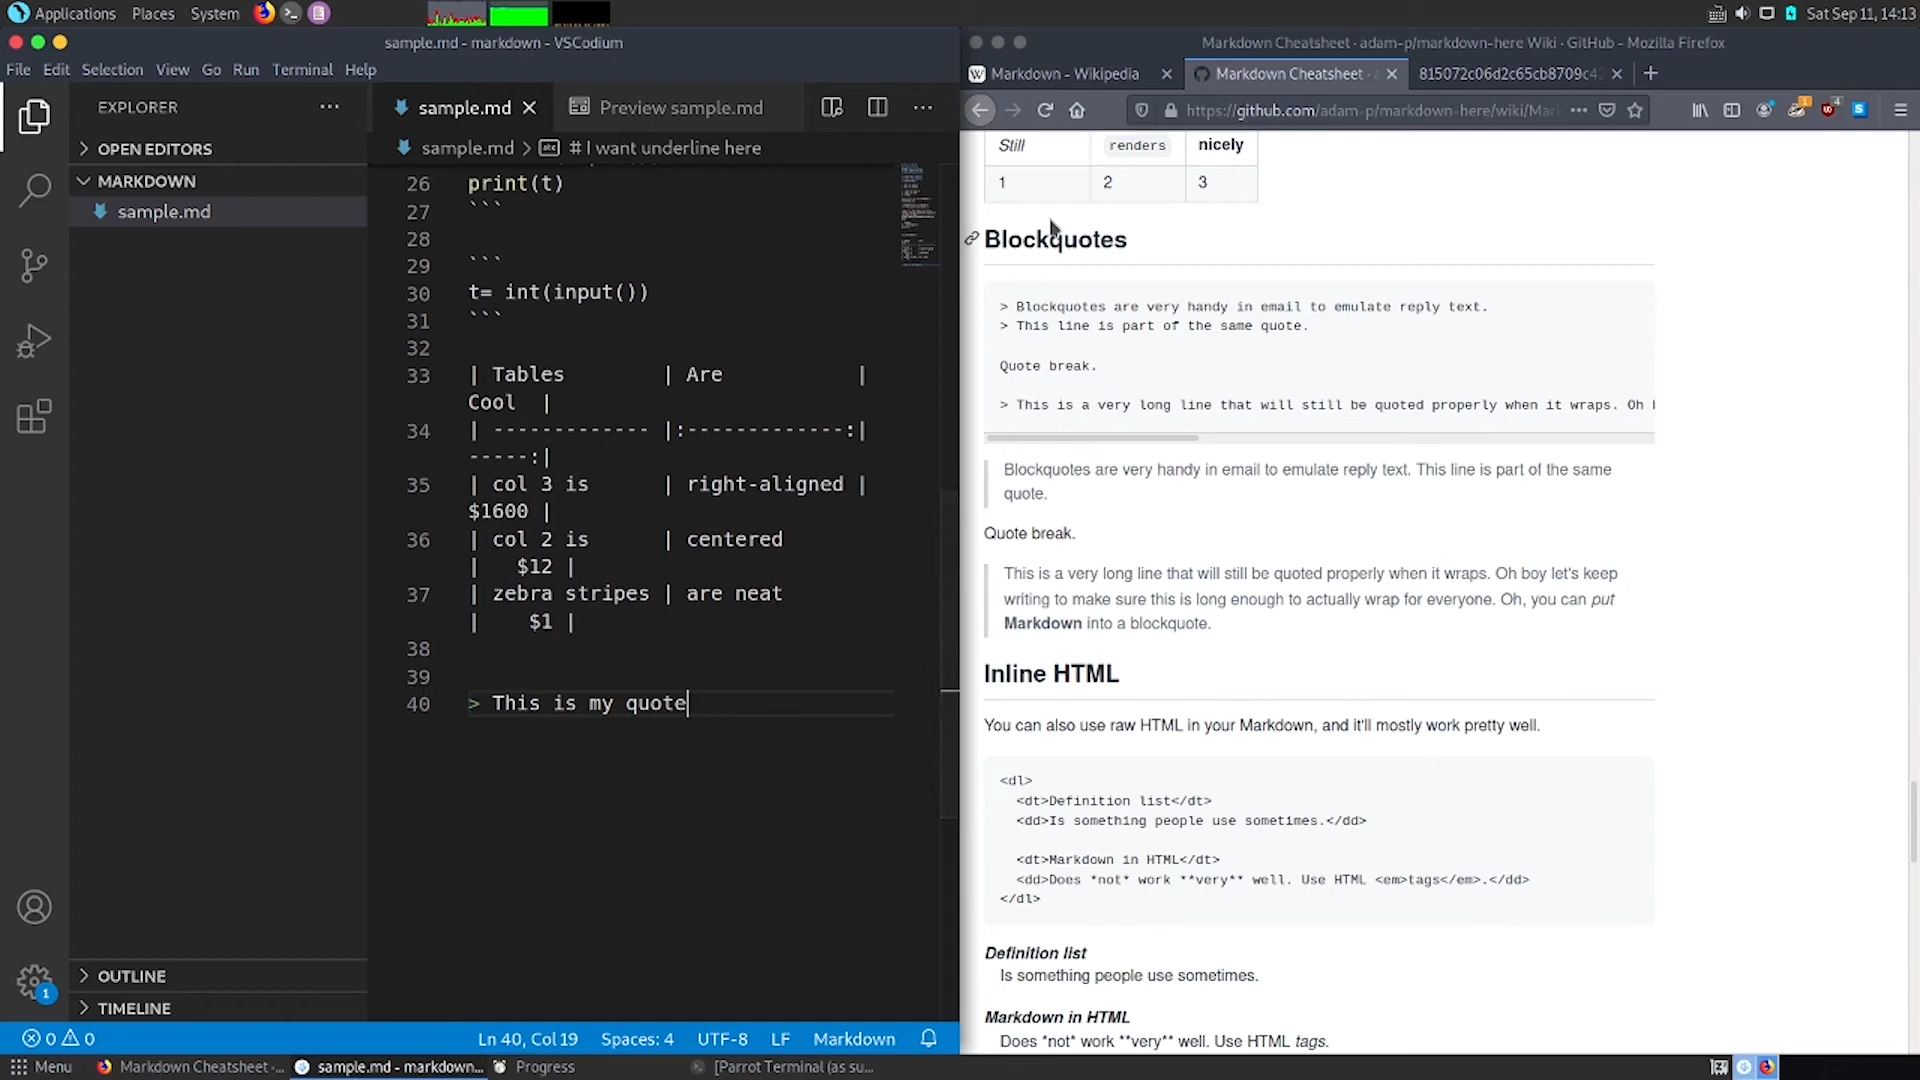 Applications Places System
Sat Sep 11, 14:13
sample.md - markdown - VSCodium
File Edit Selection View Go Run Terminal Help
EXPLORER
OPEN EDITORS
MARKDOWN
sample.md
OUTLINE
TIMELINE
1
sample.md
Preview sample.md
sample.md > # I want underline here
26 print(t)
27 ```
28
29 ```
30 t= int(input())
31 ```
32
33 | Tables | Are |
Cool |
34 | ------------- |:-------------:|
-----:|
35 | col 3 is | right-aligned |
$1600 |
36 | col 2 is | centered
| $12 |
37 | zebra stripes | are neat
| $1 |
38
39
40 > This is my quote
0 0
Ln 40, Col 19 Spaces: 4 UTF-8 LF Markdown
Markdown Cheatsheet · adam-p/markdown-here Wiki · GitHub - Mozilla Firefox
Markdown - Wikipedia
Markdown Cheatsheet ·
815072c06d2c65cb8709c4
https://github.com/adam-p/markdown-here/wiki/Mar
Still renders nicely
1 2 3
Blockquotes
> Blockquotes are very handy in email to emulate reply text.
> This line is part of the same quote.
Quote break.
> This is a very long line that will still be quoted properly when it wraps. Oh
Blockquotes are very handy in email to emulate reply text. This line is part of the same
quote.
Quote break.
This is a very long line that will still be quoted properly when it wraps. Oh boy let's keep
writing to make sure this is long enough to actually wrap for everyone. Oh, you can put
Markdown into a blockquote.
Inline HTML
You can also use raw HTML in your Markdown, and it'll mostly work pretty well.
<dl>
<dt>Definition list</dt>
<dd>Is something people use sometimes.</dd>
<dt>Markdown in HTML</dt>
<dd>Does *not* work **very** well. Use HTML <em>tags</em>.</dd>
</dl>
Definition list
Is something people use sometimes.
Markdown in HTML
Does *not* work **very** well. Use HTML tags.
Menu
Markdown Cheatsheet ·...
sample.md - markdown...
Progress
[Parrot Terminal (as su...